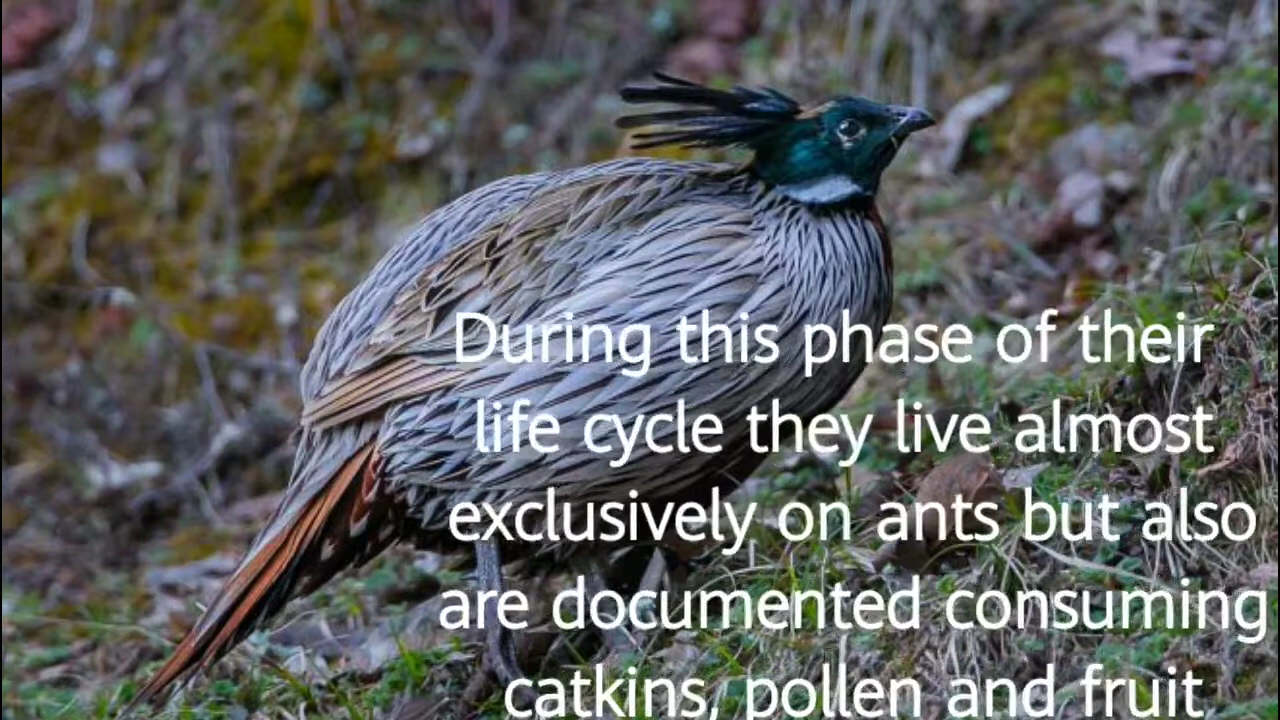 During this phase of their
life cycle they live almost
exclusively on ants but also
are documented consuming
catkins, pollen and fruit